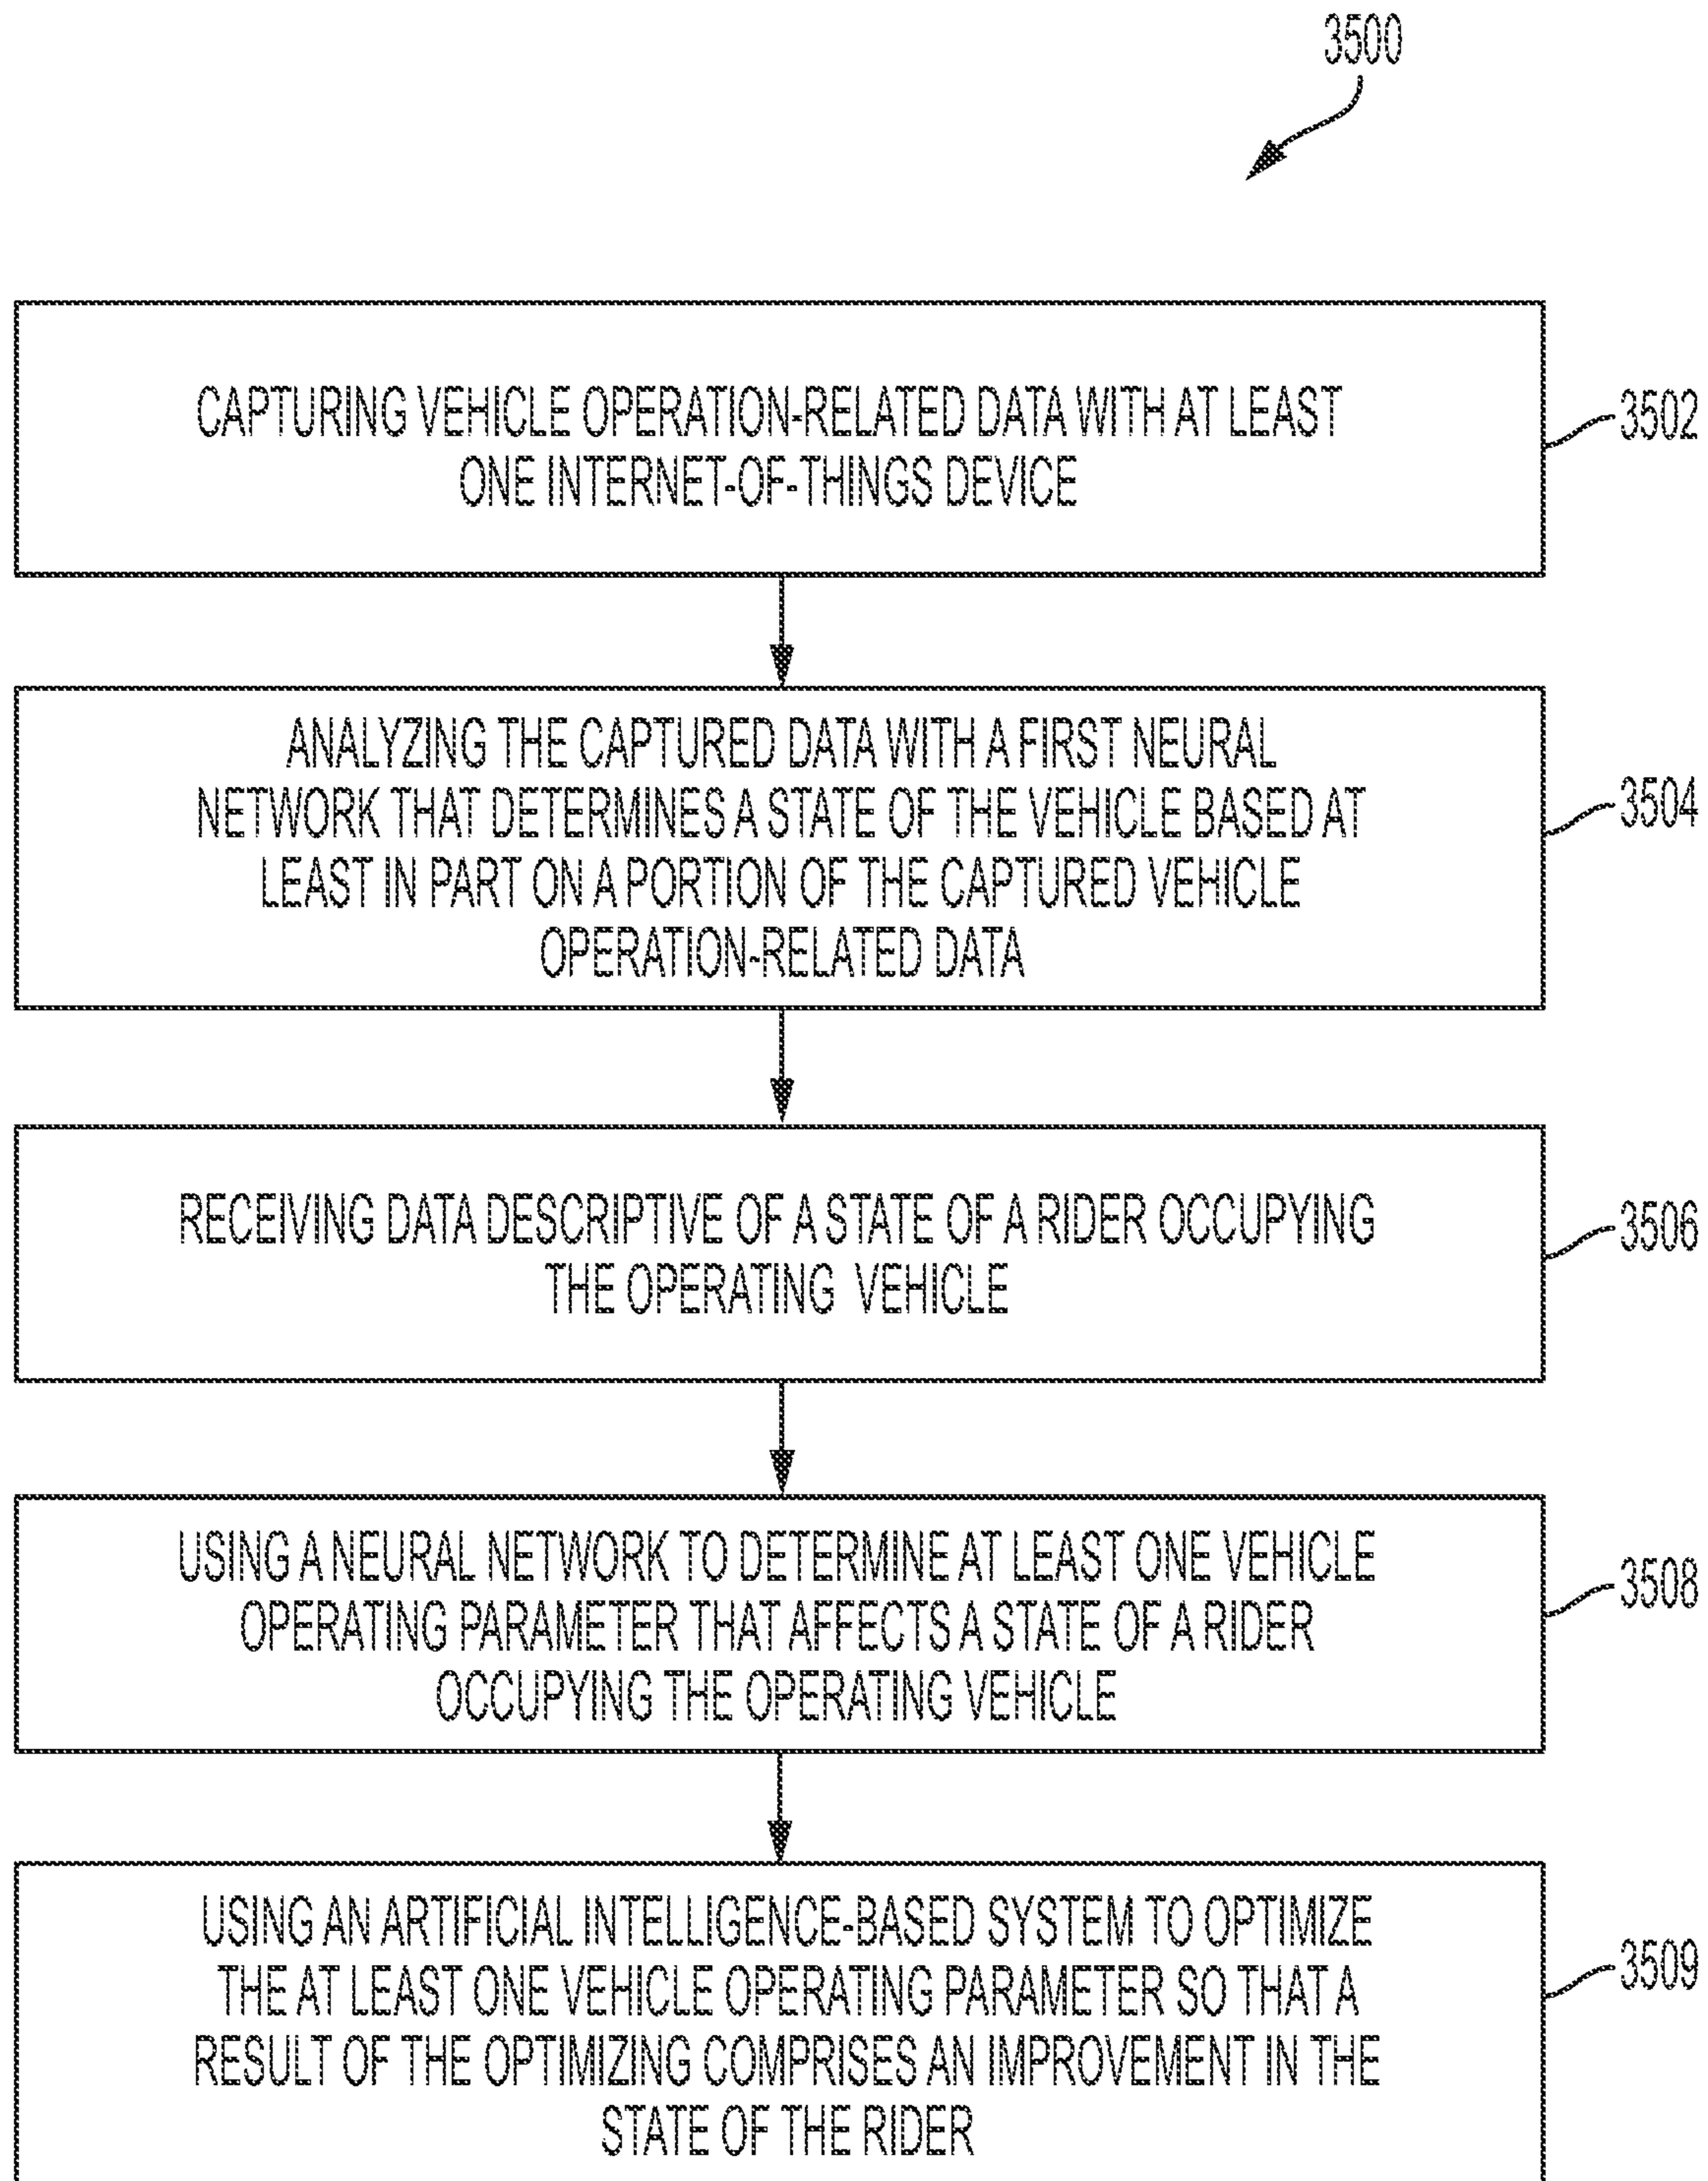 3500
CAPTURING VEHICLE OPERATION-RELATED DATA WITH AT LEAST
ONE INTERNET-OF-THINGS DEVICE
3502
ANALYZING THE CAPTURED DATA WITH A FIRST NEURAL
NETWORK THAT DETERMINES A STATE OF THE VEHICLE BASED AT
LEAST IN PART ON A PORTION OF THE CAPTURED VEHICLE
OPERATION-RELATED DATA
3504
RECEIVING DATA DESCRIPTIVE OF A STATE OF A RIDER OCCUPYING
THE OPERATING VEHICLE
3506
USING A NEURAL NETWORK TO DETERMINE AT LEAST ONE VEHICLE
OPERATING PARAMETER THAT AFFECTS A STATE OF A RIDER
OCCUPYING THE OPERATING VEHICLE
3508
USING AN ARTIFICIAL INTELLIGENCE-BASED SYSTEM TO OPTIMIZE
THE AT LEAST ONE VEHICLE OPERATING PARAMETER SO THAT A
RESULT OF THE OPTIMIZING COMPRISES AN IMPROVEMENT IN THE
STATE OF THE RIDER
3509